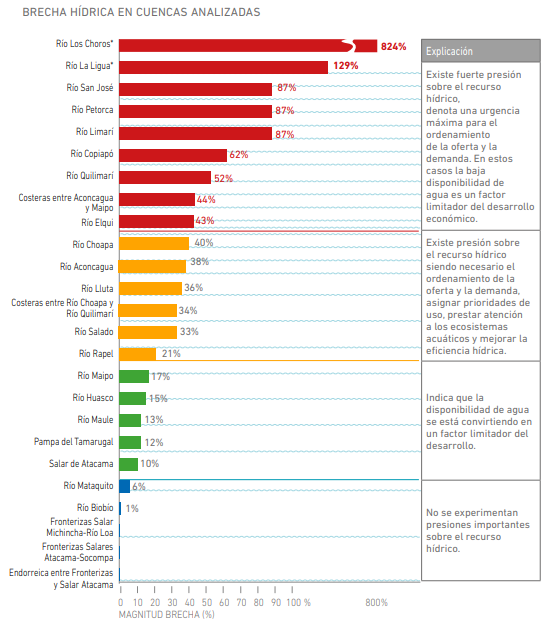 BRECHA HÍDRICA EN CUENCAS ANALIZADAS
Río Los Choros*
824%
Río La Ligua*
129%
Río San José
87%
Río Petorca
87%
Río Limarí
87%
Río Copiapó
62%
Río Quilimarí
52%
Costeras entre Aconcagua
y Maipo
44%
Río Elqui
43%
Río Choapa
40%
Río Aconcagua
38%
Río Lluta
36%
Costeras entre Río Choapa y
Río Quilimarí
34%
Río Salado
33%
Río Rapel
21%
Río Maipo
17%
Río Huasco
15%
Río Maule
13%
Pampa del Tamarugal
12%
Salar de Atacama
10%
Río Mataquito
6%
Río Biobío
1%
Fronterizas Salar
Michincha-Río Loa
Fronterizas Salares
Atacama-Socompa
Endorreica entre Fronterizas
y Salar Atacama
0 10 20 30 40 50 60 70 80 90 100 % 800%
MAGNITUD BRECHA (%)
Explicación
Existe fuerte presión
sobre el recurso
hídrico,
denota una urgencia
máxima para el
ordenamiento
de la oferta y la
demanda. En estos
casos la baja
disponibilidad de
agua es un factor
limitador del desarrollo
económico.
Existe presión sobre
el recurso hídrico
siendo necesario el
ordenamiento de la
oferta y la demanda,
asignar prioridades de
uso, prestar atención
a los ecosistemas
acuáticos y mejorar la
eficiencia hídrica.
Indica que la
disponibilidad de agua
se está convirtiendo en
un factor limitador del
desarrollo.
No se experimentan
presiones importantes
sobre el recurso
hídrico.